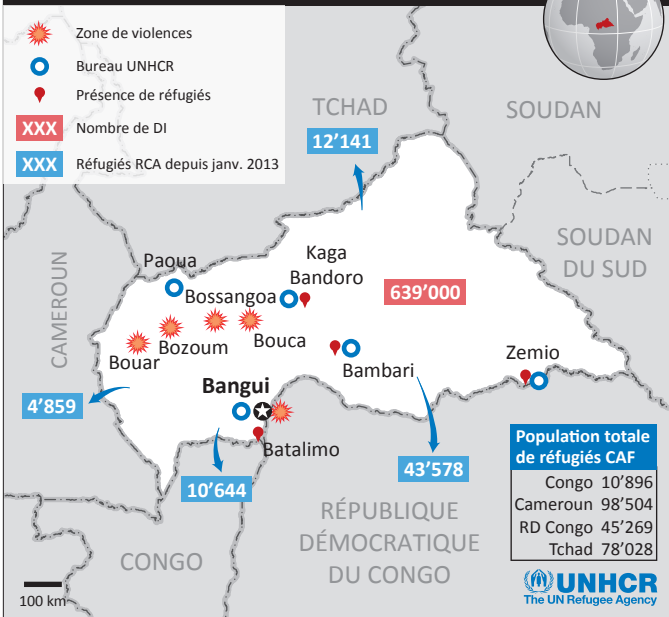 Zone de violences
Bureau UNHCR
Présence de réfugiés
XXX Nombre de DI
XXX Réfugiés RCA depuis janv. 2013
TCHAD
12’141
SOUDAN
SOUDAN
DU SUD
CAMEROUN
Paoua
Kaga
Bandoro
Bossangoa
639’000
Bouar
Bozoum
Bouca
Bambari
Zemio
Bangui
4’859
Batalimo
10’644
43’578
RÉPUBLIQUE
DÉMOCRATIQUE
DU CONGO
CONGO
Population totale
de réfugiés CAF
Congo 10’896
Cameroun 98’504
RD Congo 45’269
Tchad 78’028
100 km
UNHCR
The UN Refugee Agency